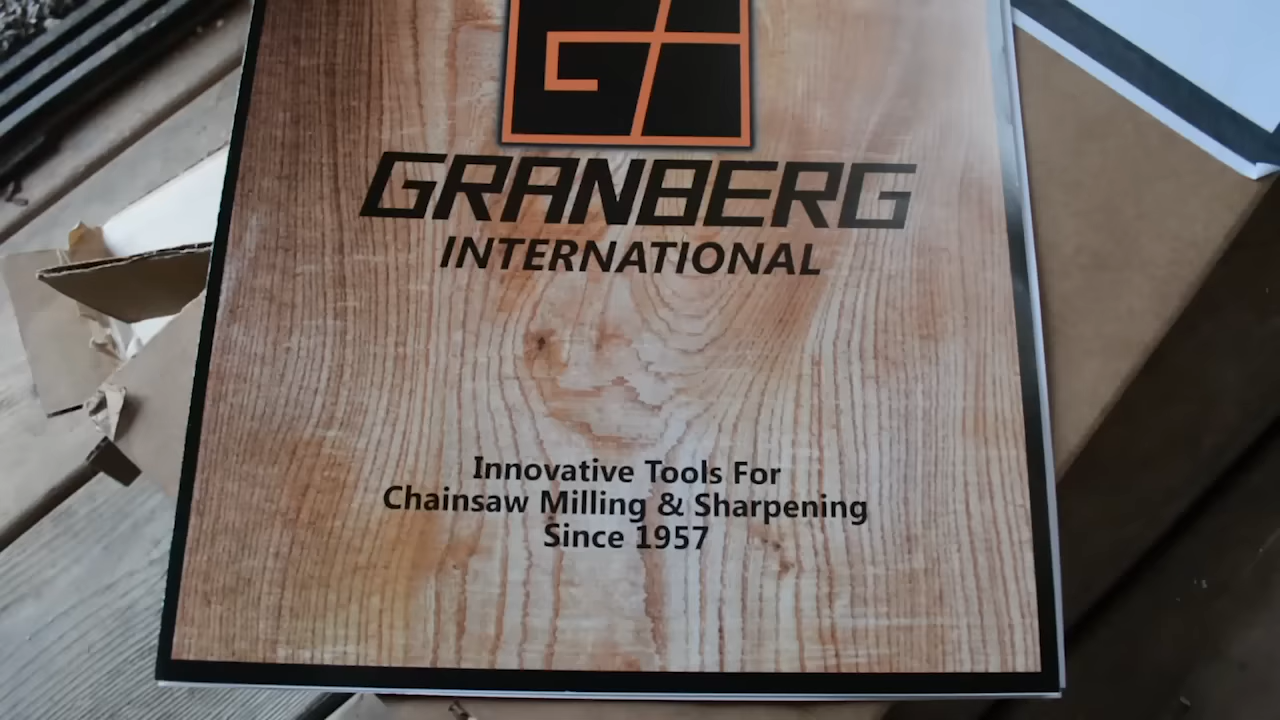 GRANBERG
INTERNATIONAL
Innovative Tools For
Chainsaw Milling & Sharpening
Since 1957